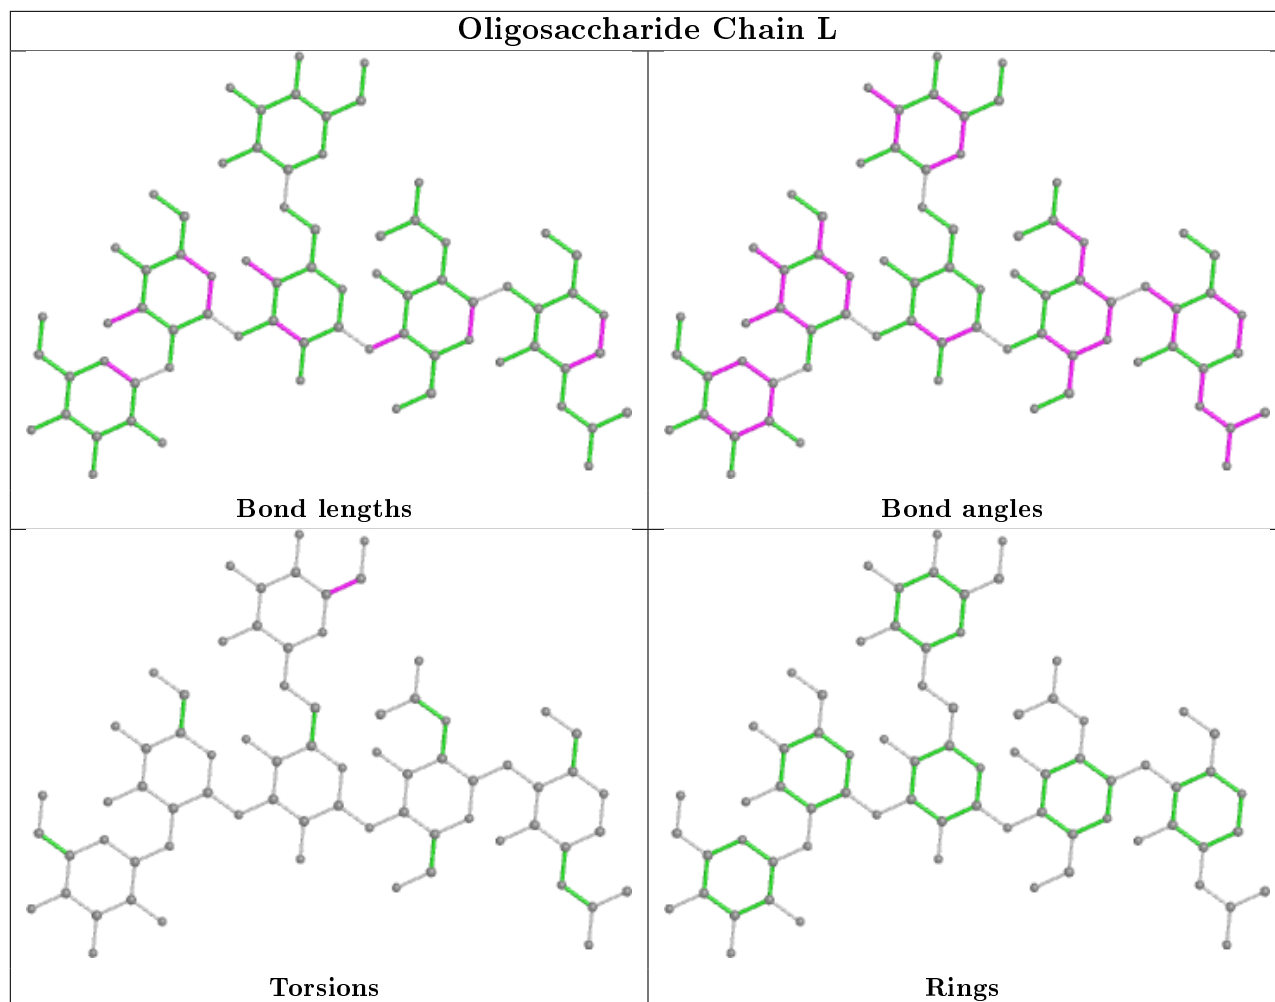 Oligosaccharide Chain L
Bond lengths
Bond angles
Torsions
Rings